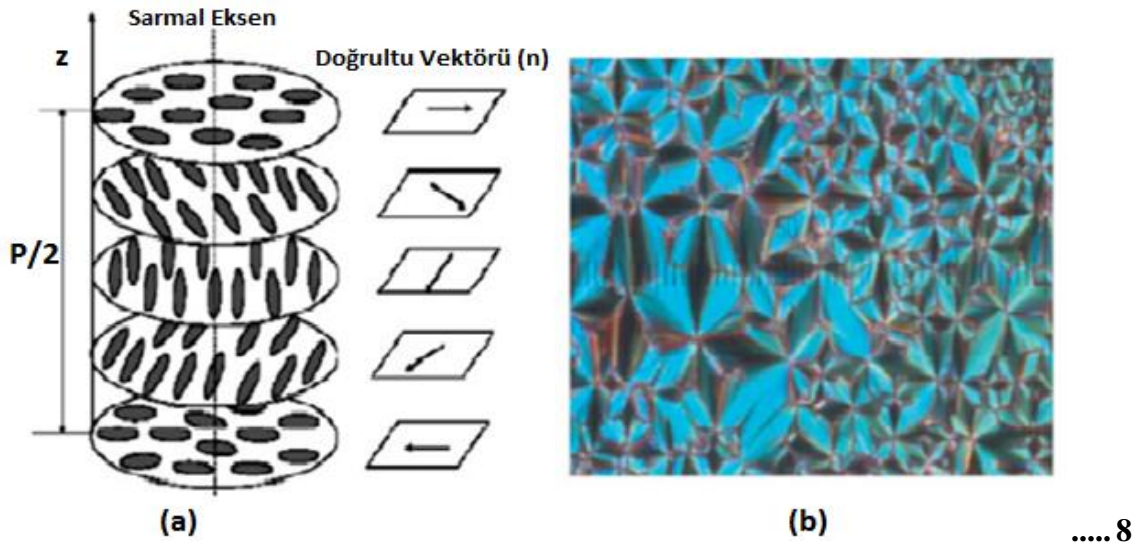 Sarmal Eksen
z
Doğrultu Vektörü (n)
P/2
(a)
(b)
..... 8